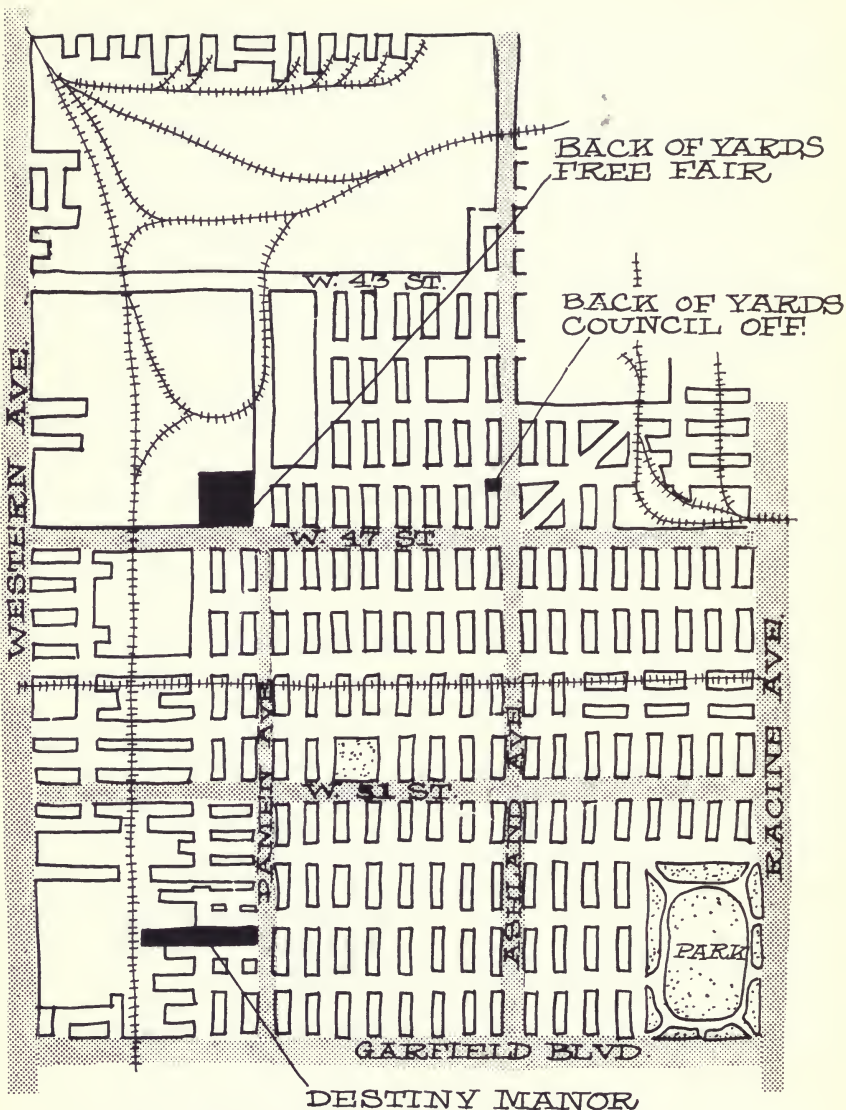 BACK OF YARDS
FREE FAIR
W. 43 ST.
BACK OF YARDS
COUNCIL OFF.
WESTERN AVE.
W. 47 ST
DAMEN AVE
ASHLAND AVE
RACINE AVE.
W. 51 ST.
PARK
GARFIELD BLVD.
DESTINY MANOR